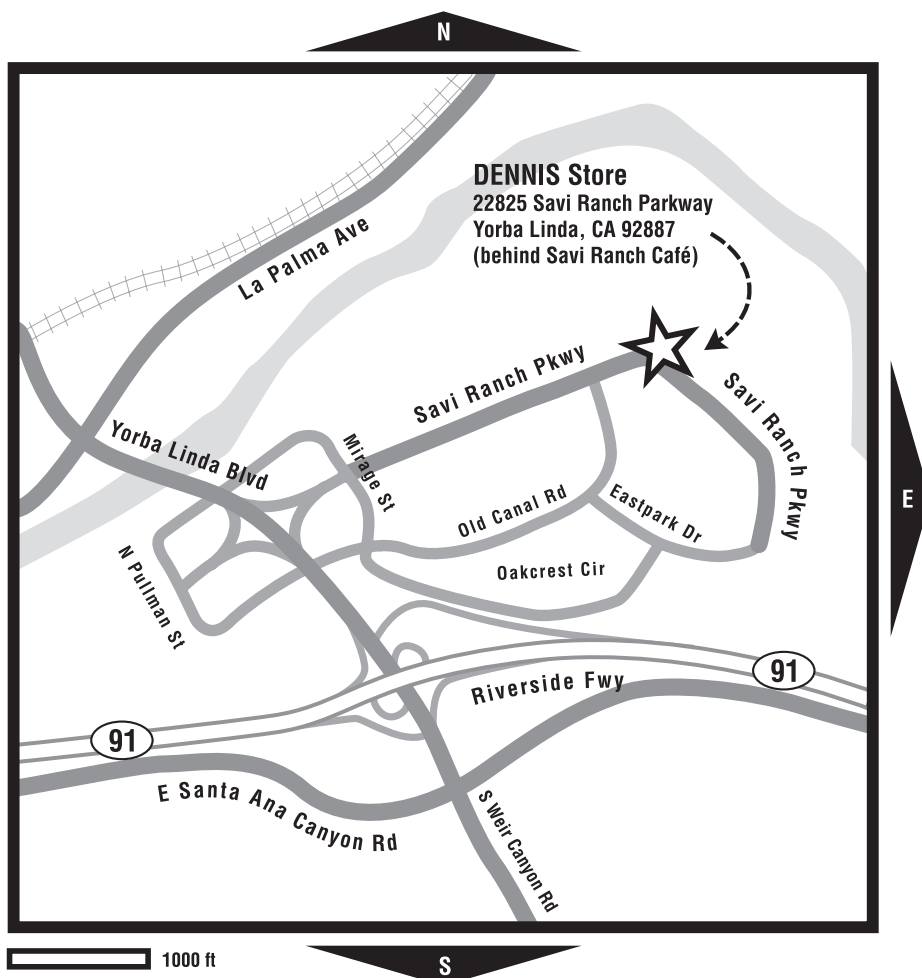 N
DENNIS Store
22825 Savi Ranch Parkway
Yorba Linda, CA 92887
(behind Savi Ranch Café)
La Palma Ave
Savi Ranch Pkwy
Savi Ranch Pkwy
Yorba Linda Blvd
Mirage St
E
Old Canal Rd
Eastpark Dr
Oakcrest Cir
N Pullman St
91
Riverside Fwy
91
E Santa Ana Canyon Rd
S Weir Canyon Rd
1000 ft
S